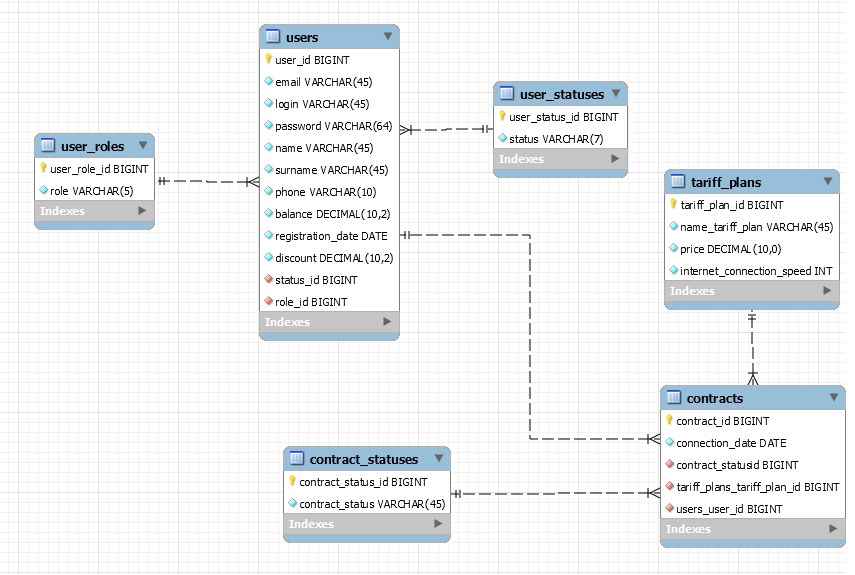 users
user_id BIGINT
email VARCHAR(45)
login VARCHAR(45)
password VARCHAR(64)
name VARCHAR(45)
surname VARCHAR(45)
phone VARCHAR(10)
balance DECIMAL(10,2)
registration_date DATE
discount DECIMAL(10,2)
status_id BIGINT
role_id BIGINT
Indexes
user_statuses
user_status_id BIGINT
status VARCHAR(7)
Indexes
user_roles
user_role_id BIGINT
role VARCHAR(5)
Indexes
tariff_plans
tariff_plan_id BIGINT
name_tariff_plan VARCHAR(45)
price DECIMAL(10,0)
internet_connection_speed INT
Indexes
contracts
contract_id BIGINT
connection_date DATE
contract_statusid BIGINT
tariff_plans_tariff_plan_id BIGINT
users_user_id BIGINT
Indexes
contract_statuses
contract_status_id BIGINT
contract_status VARCHAR(45)
Indexes